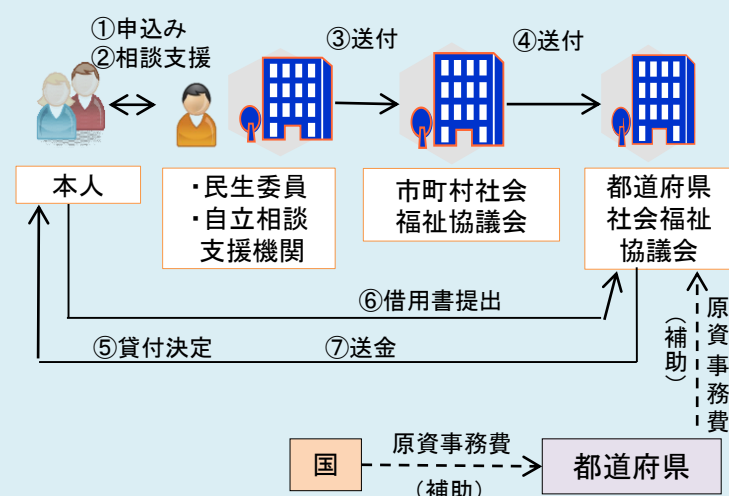 ①申込み
②相談支援
③送付
④送付
本人
・民生委員
・自立相談
支援機関
市町村社会
福祉協議会
都道府県
社会福祉
協議会
⑥借用書提出
⑤貸付決定
⑦送金
原資事務費
（補助）
国
原資事務費
（補助）
都道府県